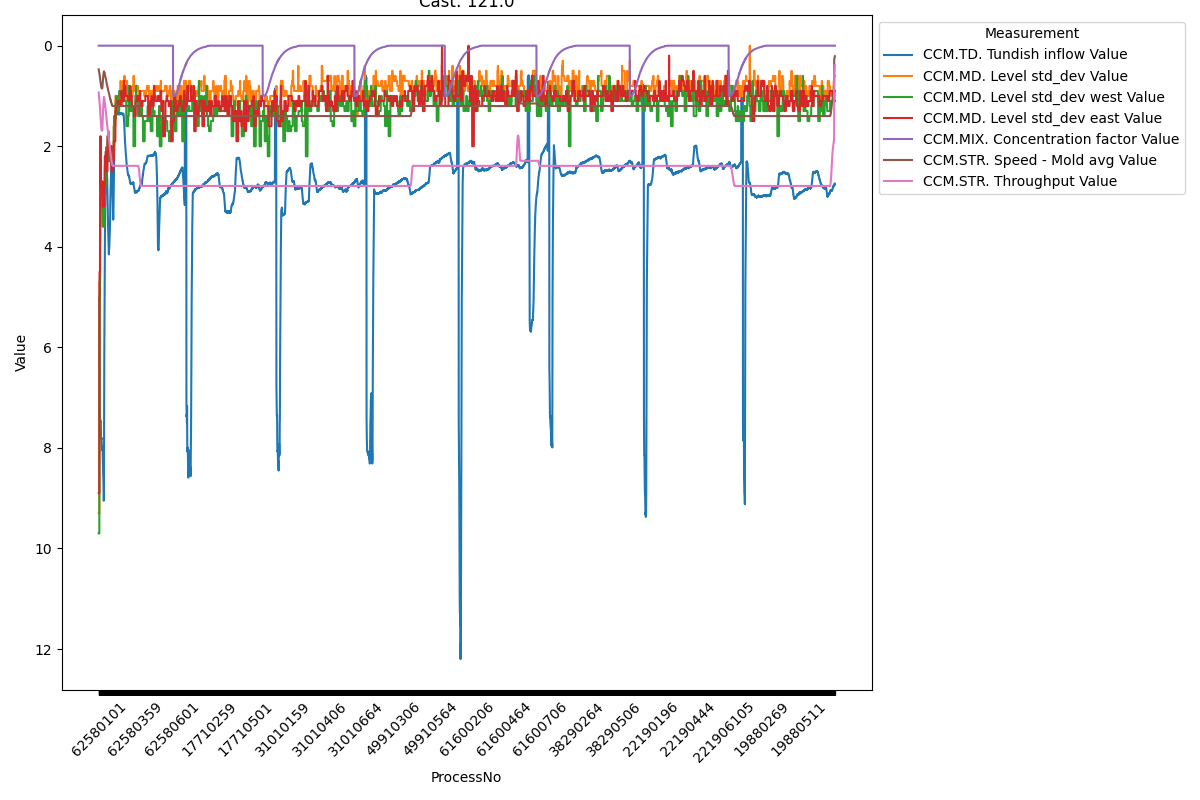 Cast: 121.0
Measurement
CCM.TD. Tundish inflow Value
CCM.MD. Level std_dev Value
CCM.MD. Level std_dev west Value
CCM.MD. Level std_dev east Value
CCM.MIX. Concentration factor Value
CCM.STR. Speed - Mold avg Value
CCM.STR. Throughput Value
0
2
4
6
8
10
12
Value
62580101
62580359
62580601
17710259
17710501
31010159
31010406
31010664
49910306
49910564
61600206
61600464
61600706
38290264
38290506
22190196
22190444
221906105
19880269
19880511
ProcessNo